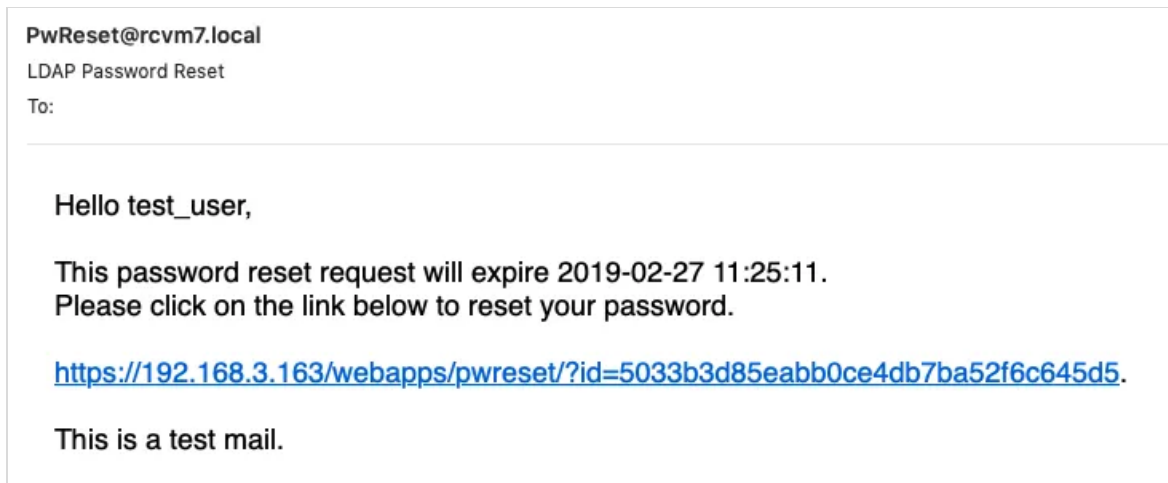 PwReset@rcvm7.local
LDAP Password Reset
To:
Hello test_user,
This password reset request will expire 2019-02-27 11:25:11.
Please click on the link below to reset your password.
https://192.168.3.163/webapps/pwreset/?id=5033b3d85eabb0ce4db7ba52f6c645d5.
This is a test mail.